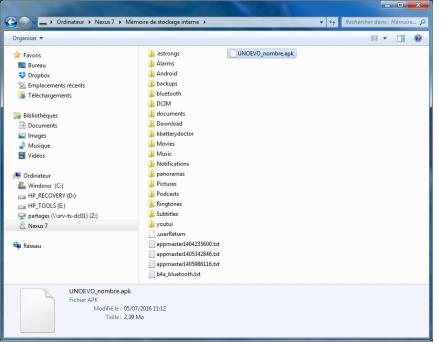 Ordinateur ▸ Nexus 7 ▸ Mémoire de stockage interne ▸
Rechercher dans : Mémoire...
Organiser
Favoris
Bureau
Dropbox
Emplacements récents
Téléchargements
Bibliothèques
Documents
Images
Musique
Vidéos
Ordinateur
Windows (C:)
HP_RECOVERY (D:)
HP_TOOLS (E:)
partages (\\srv-ts-dc01) (Z:)
Nexus 7
Réseau
.estrongs
Alarms
Android
backups
bluetooth
DCIM
documents
Download
kbatterydoctor
Movies
Music
Notifications
panoramas
Pictures
Podcasts
Ringtones
Subtitles
youtui
.userReturn
appmaster1404235600.txt
appmaster1405342846.txt
appmaster1405986116.txt
b4a_bluetooth.txt
UNOEVO_nombre.apk
UNOEVO_nombre.apk
Fichier APK
Modifié le : 05/07/2016 11:12
Taille : 2,39 Mo